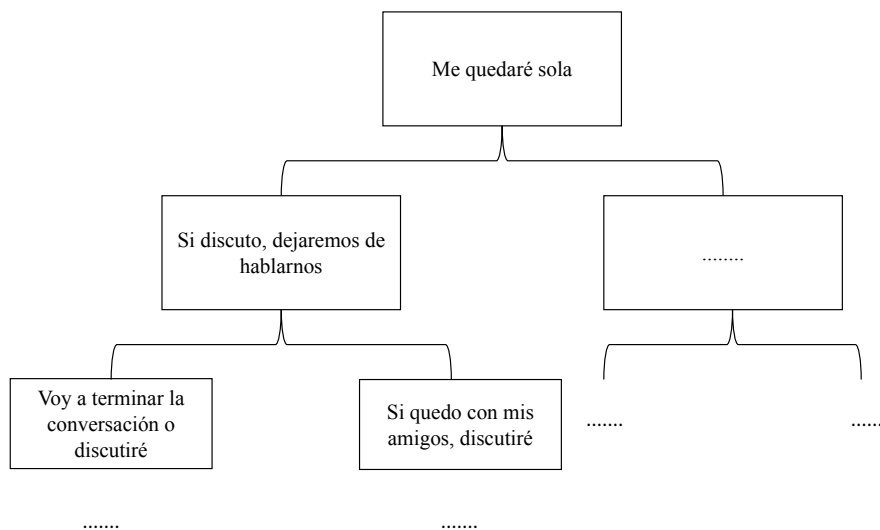 Me quedaré sola
Si discuto, dejaremos de
hablarnos
........
Voy a terminar la
conversación o
discutiré
Si quedo con mis
amigos, discutiré
.......
.......
.......
.......